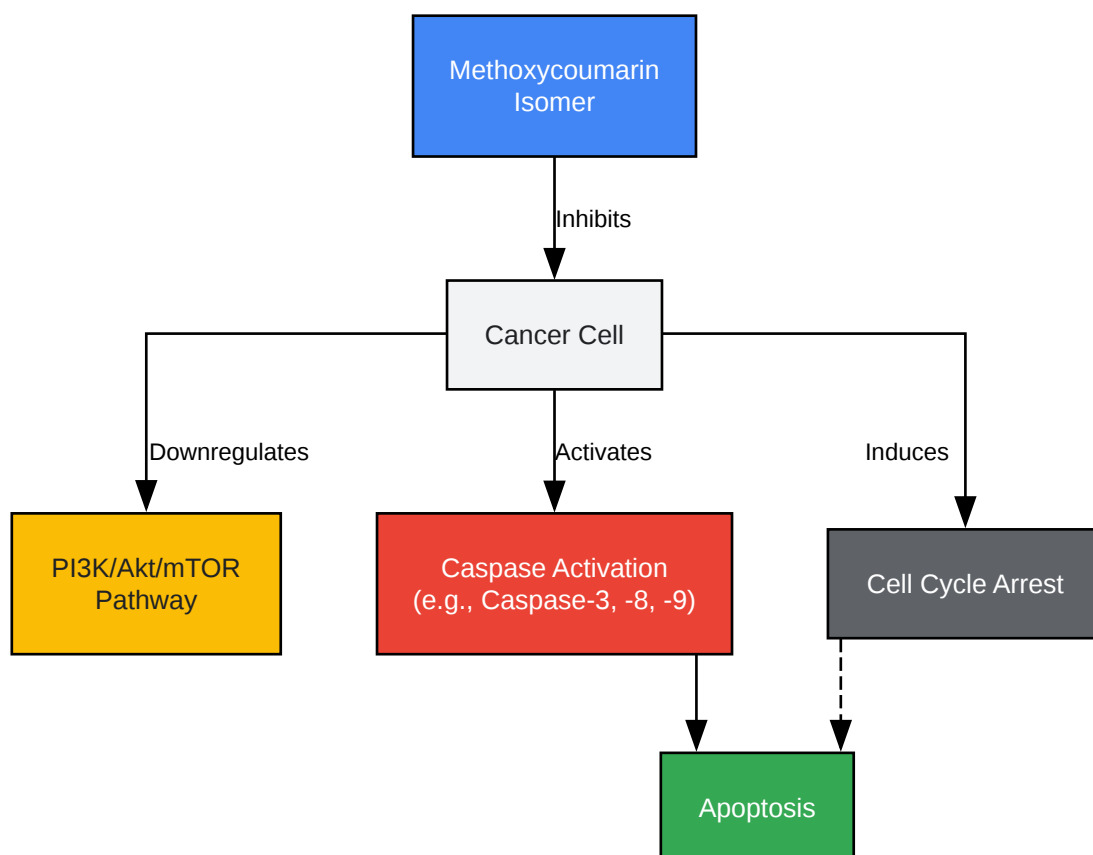 Methoxycoumarin
Isomer
Inhibits
Cancer Cell
Downregulates
Activates
Induces
PI3K/Akt/mTOR
Pathway
Caspase Activation
(e.g., Caspase-3, -8, -9)
Cell Cycle Arrest
Apoptosis